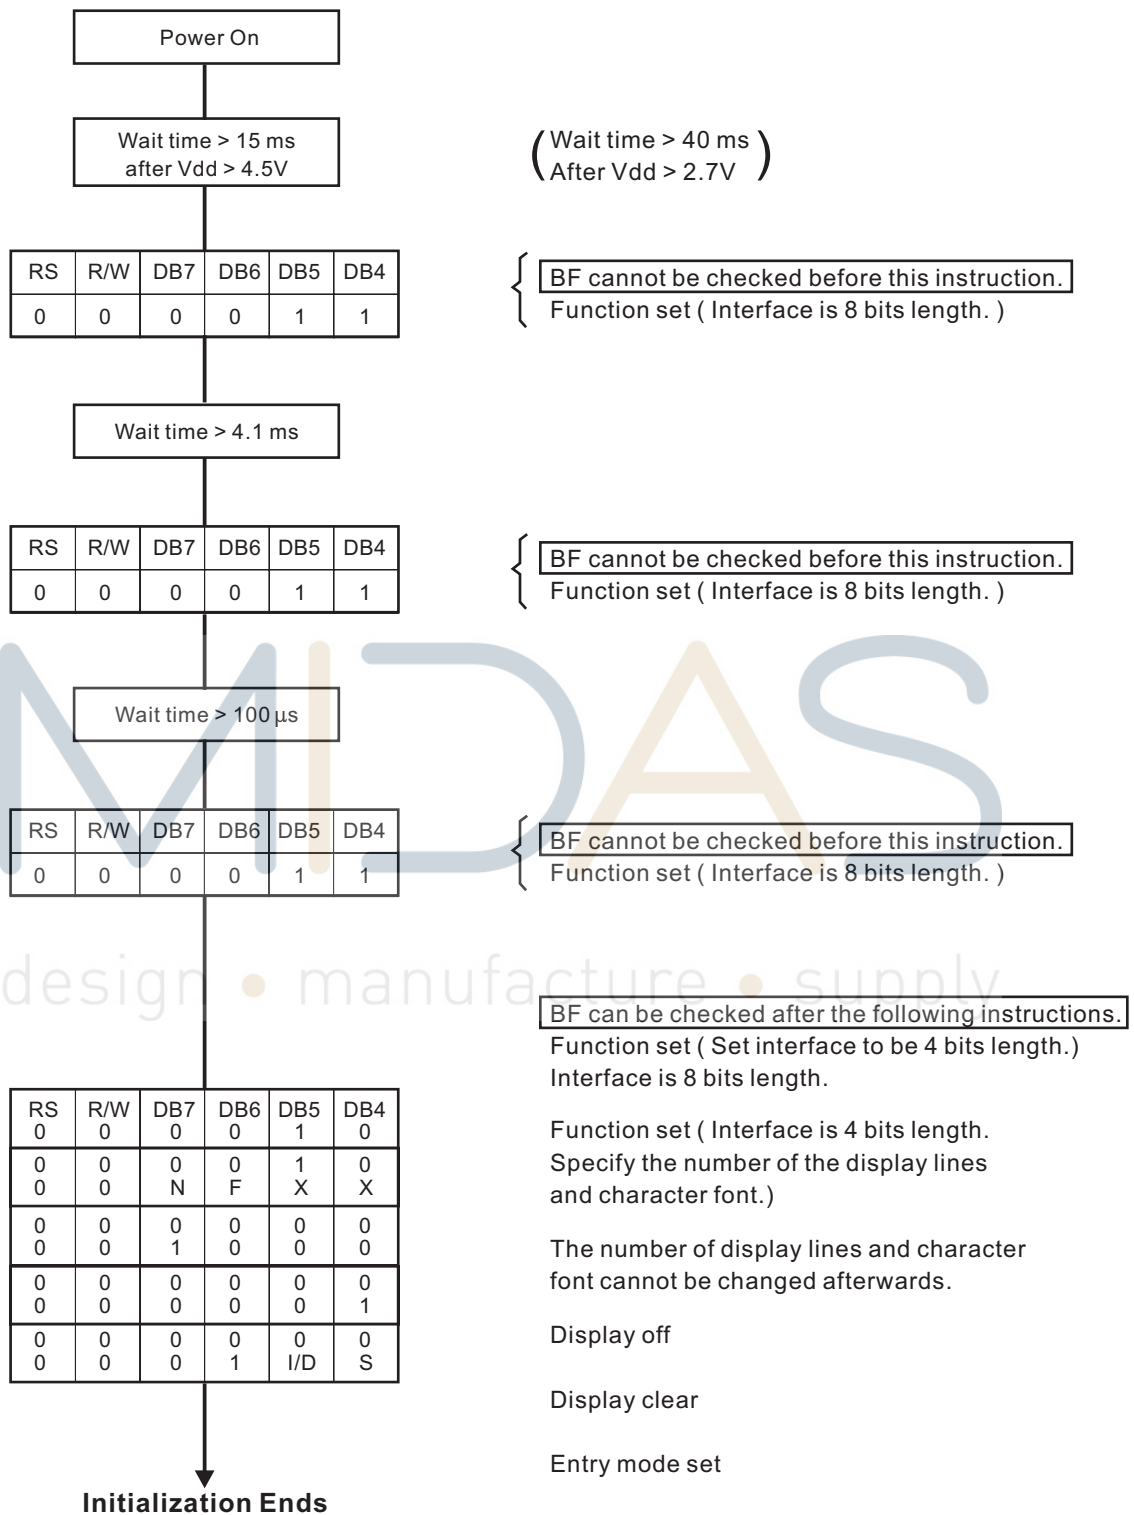 Power On
Wait time > 15 ms
after Vdd > 4.5V
(Wait time > 40 ms
After Vdd > 2.7V)
RS R/W DB7 DB6 DB5 DB4
0 0 0 0 1 1
BF cannot be checked before this instruction.
Function set ( Interface is 8 bits length. )
Wait time > 4.1 ms
RS R/W DB7 DB6 DB5 DB4
0 0 0 0 1 1
BF cannot be checked before this instruction.
Function set ( Interface is 8 bits length. )
MIDAS
Wait time > 100 µs
RS R/W DB7 DB6 DB5 DB4
0 0 0 0 1 1
BF cannot be checked before this instruction.
Function set ( Interface is 8 bits length. )
design • manufacture • supply
BF can be checked after the following instructions.
Function set ( Set interface to be 4 bits length.)
Interface is 8 bits length.
RS R/W DB7 DB6 DB5 DB4
0 0 0 0 1 0
0 0 0 0 1 0
0 0 N F X X
0 0 0 0 0 0
0 0 1 0 0 0
0 0 0 0 0 0
0 0 0 0 0 1
0 0 0 0 0 0
0 0 0 1 I/D S
Function set ( Interface is 4 bits length.
Specify the number of the display lines
and character font.)
The number of display lines and character
font cannot be changed afterwards.
Display off
Display clear
Entry mode set
Initialization Ends